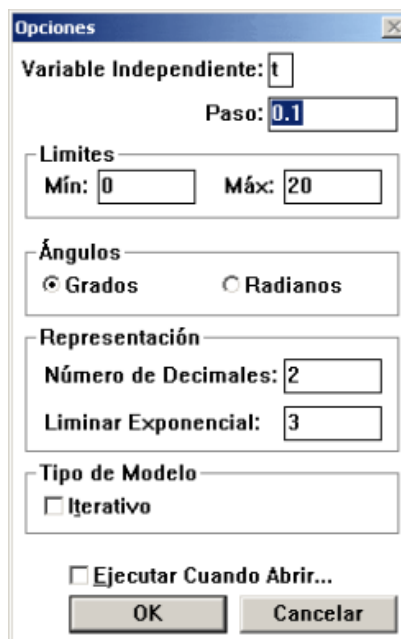 Opciones
Variable Independiente: t
Paso: 0.1
Limites
Mín: 0 Máx: 20
Ángulos
Grados Radianos
Representación
Número de Decimales: 2
Liminar Exponencial: 3
Tipo de Modelo
Iterativo
Ejecutar Cuando Abrir...
OK Cancelar